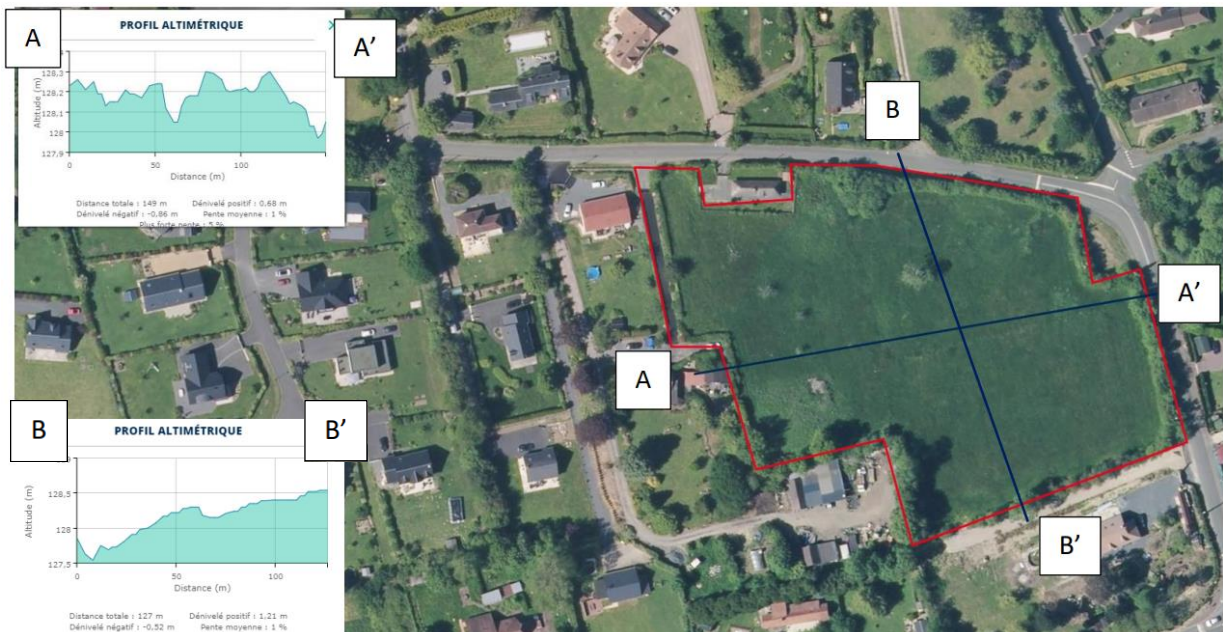 A
PROFIL ALTIMÉTRIQUE
A'
128,3
128,2
128,1
128
127,9
Altitude (m)
0
50
100
Distance (m)
Distance totale : 149 m Dénivelé positif : 0,68 m
Dénivelé négatif : -0,86 m Pente moyenne : 1 %
Plus forte pente : 5 %
B
A'
A
B
PROFIL ALTIMÉTRIQUE
B'
128,5
128
127,5
Altitude (m)
0
50
100
Distance (m)
Distance totale : 127 m Dénivelé positif : 1,21 m
Dénivelé négatif : -0,52 m Pente moyenne : 1 %
B'